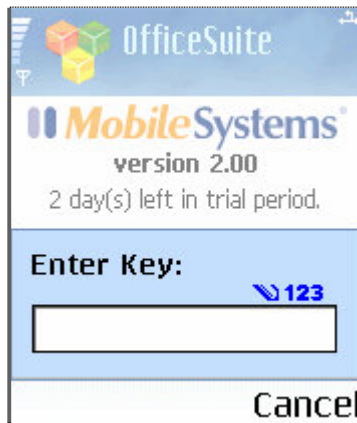 OfficeSuite
MobileSystems
version 2.00
2 day(s) left in trial period.
Enter Key:
123
Cancel